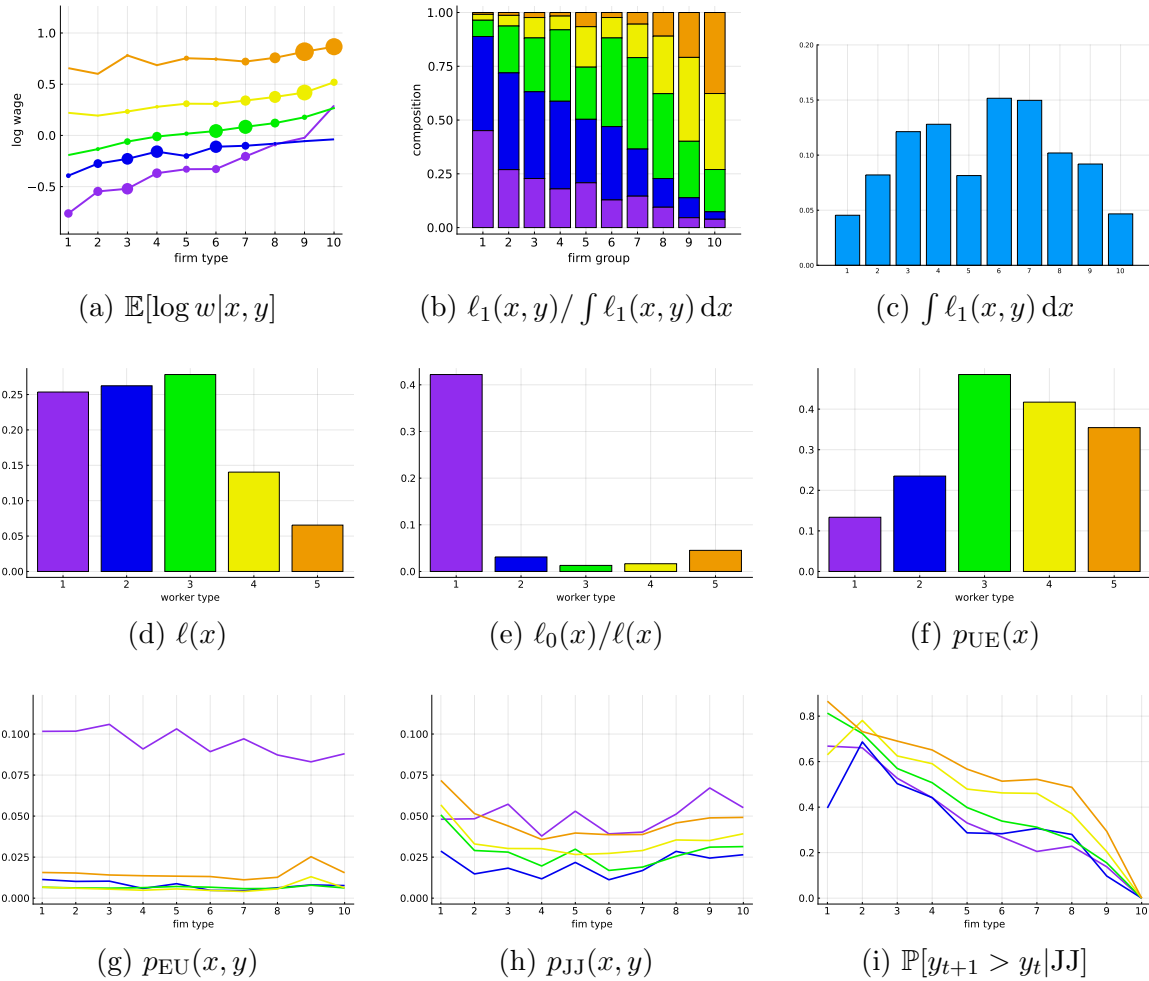 1.0
0.5
0.0
−0.5
log wage
1 2 3 4 5 6 7 8 9 10
firm type
(a) 𝔼[log w|x, y]
1.00
0.75
0.50
0.25
0.00
composition
1 2 3 4 5 6 7 8 9 10
firm group
(b) ℓ₁(x, y)/ ∫ ℓ₁(x, y) dx
0.20
0.15
0.10
0.05
0.00
1 2 3 4 5 6 7 8 9 10
(c) ∫ ℓ₁(x, y) dx
0.25
0.20
0.15
0.10
0.05
0.00
1 2 3 4 5
worker type
(d) ℓ(x)
0.4
0.3
0.2
0.1
0.0
1 2 3 4 5
worker type
(e) ℓ₀(x)/ℓ(x)
0.4
0.3
0.2
0.1
0.0
1 2 3 4 5
worker type
(f) p_UE(x)
0.100
0.075
0.050
0.025
0.000
1 2 3 4 5 6 7 8 9 10
fim type
(g) p_EU(x, y)
0.100
0.075
0.050
0.025
0.000
1 2 3 4 5 6 7 8 9 10
fim type
(h) p_JJ(x, y)
0.8
0.6
0.4
0.2
0.0
1 2 3 4 5 6 7 8 9 10
fim type
(i) ℙ[y_{t+1} > y_t|JJ]